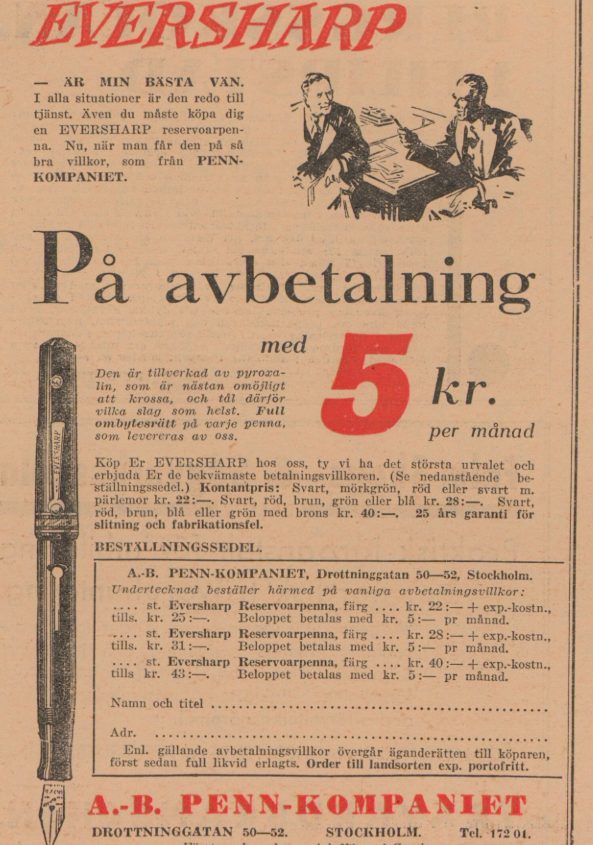 EVERSHARP
— ÄR MIN BÄSTA VÄN.
I alla situationer är den redo till
tjänst. Även du måste köpa dig
en EVERSHARP reservoarpen-
na. Nu, när man får den på så
bra villkor, som från PENN-
KOMPANIET.
På avbetalning
med 5 kr.
per månad
Den är tillverkad av pyroxa-
lin, som är nästan omöjligt
att krossa, och tål därför
vilka slag som helst. Full
ombytesrätt på varje penna,
som levereras av oss.
EVERSHARP
Köp Er EVERSHARP hos oss, ty vi ha det största urvalet och
erbjuda Er de bekvämaste betalningsvillkoren. (Se nedanstående be-
ställningssedel.) Kontantpris: Svart, mörkgrön, röd eller svart m.
pärlemor kr. 22:—. Svart, röd, brun, grön eller blå kr. 28:—. Svart,
röd, brun, blå eller grön med brons kr. 40:—. 25 års garanti för
slitning och fabrikationsfel.
BESTÄLLNINGSSEDEL.
A.-B. PENN-KOMPANIET, Drottninggatan 50—52, Stockholm.
Undertecknad beställer härmed på vanliga avbetalningsvillkor:
.... st. Eversharp Reservoarpenna, färg .... kr. 22:— + exp.-kostn.,
tills. kr. 25:—. Beloppet betalas med kr. 5:— pr månad.
.... st. Eversharp Reservoarpenna, färg .... kr. 28:— + exp.-kostn.,
tills. kr. 31:—. Beloppet betalas med kr. 5:— pr månad.
.... st. Eversharp Reservoarpenna, färg .... kr. 40:— + exp.-kostn.,
tills kr. 43:—. Beloppet betalas med kr. 5:— pr månad.
Namn och titel ......................................................
Adr. ..............................................................
Enl. gällande avbetalningsvillkor övergår äganderätten till köparen,
först sedan full likvid erlagts. Order till landsorten exp. portofritt.
A.-B. PENN-KOMPANIET
DROTTNINGGATAN 50—52. STOCKHOLM. Tel. 172 01.